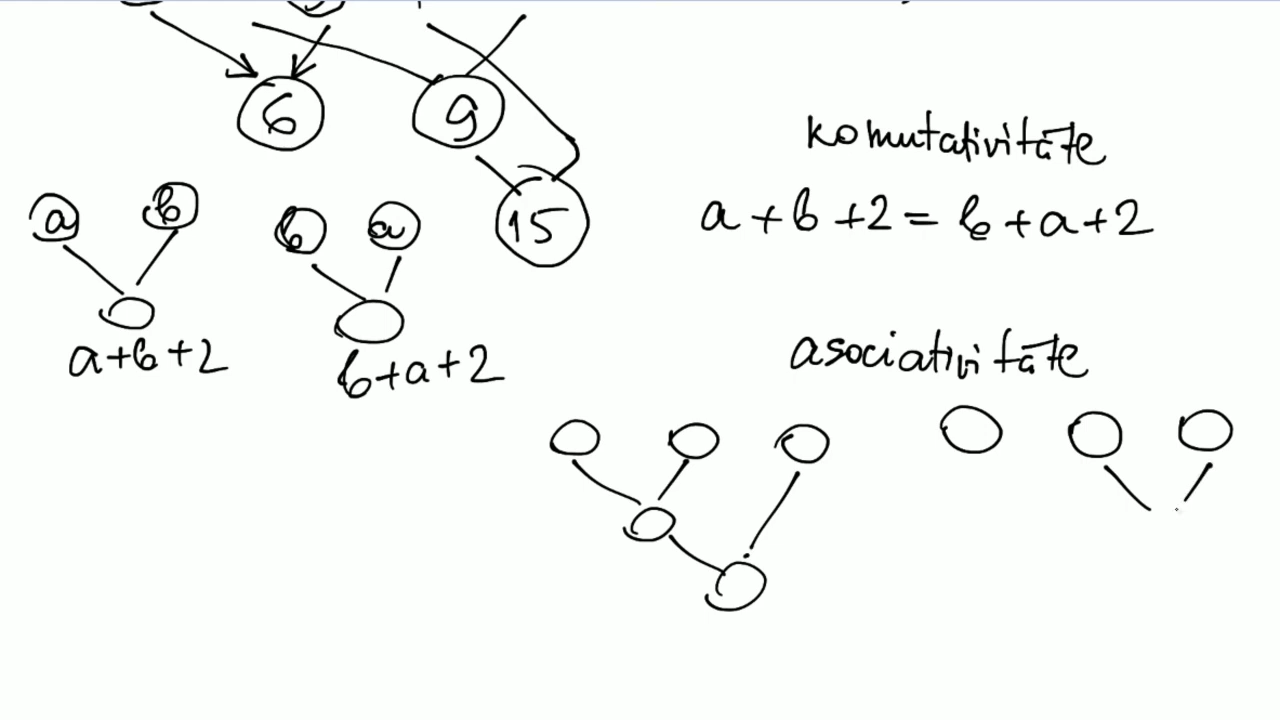 6 9
15
a b b a
a+b+2
b+a+2
komutativitāte
a+b+2=b+a+2
asociativitāte